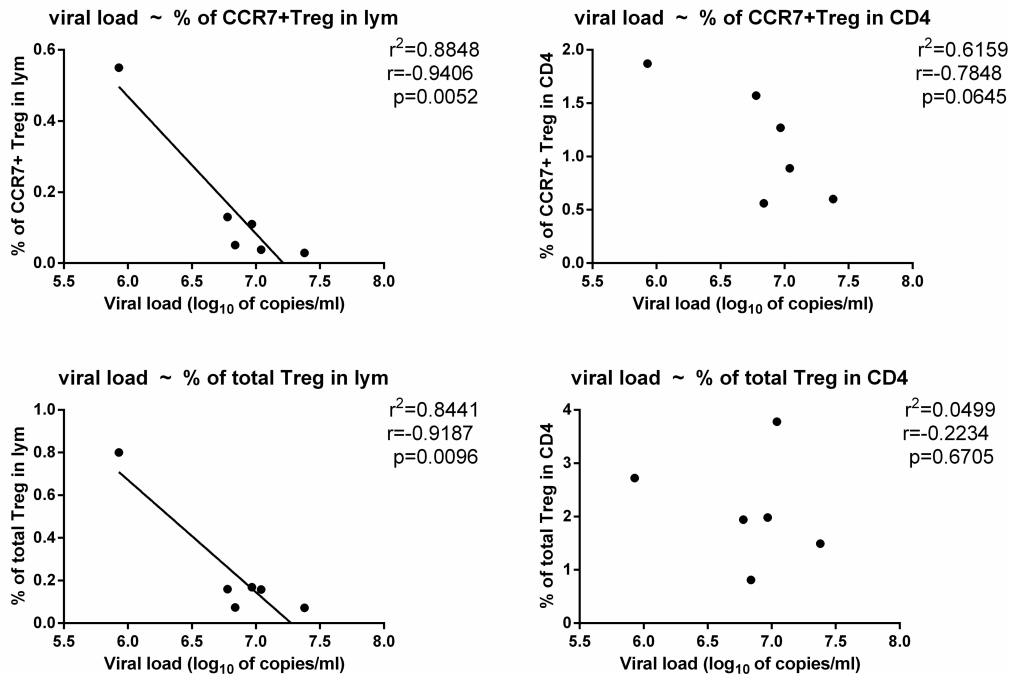 viral load ~ % of CCR7+Treg in lym
r²=0.8848
r=-0.9406
p=0.0052
% of CCR7+ Treg in lym
0.6
0.4
0.2
0.0
5.5 6.0 6.5 7.0 7.5 8.0
Viral load (log₁₀ of copies/ml)
viral load ~ % of CCR7+Treg in CD4
r²=0.6159
r=-0.7848
p=0.0645
% of CCR7+ Treg in CD4
2.0
1.5
1.0
0.5
0.0
5.5 6.0 6.5 7.0 7.5 8.0
Viral load (log₁₀ of copies/ml)
viral load ~ % of total Treg in lym
r²=0.8441
r=-0.9187
p=0.0096
% of total Treg in lym
1.0
0.8
0.6
0.4
0.2
0.0
5.5 6.0 6.5 7.0 7.5 8.0
Viral load (log₁₀ of copies/ml)
viral load ~ % of total Treg in CD4
r²=0.0499
r=-0.2234
p=0.6705
% of total Treg in CD4
4
3
2
1
0
5.5 6.0 6.5 7.0 7.5 8.0
Viral load (log₁₀ of copies/ml)